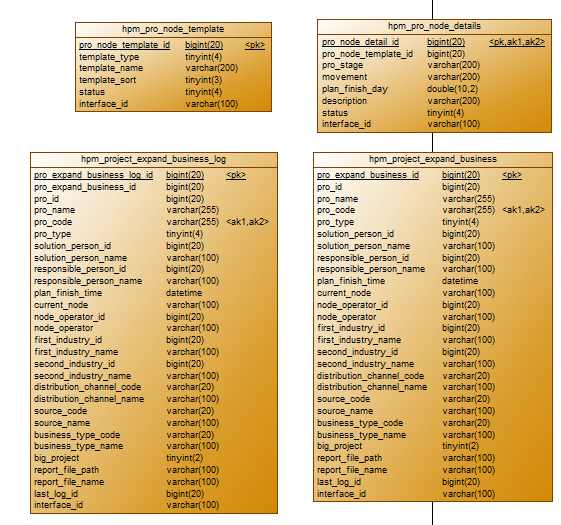 hpm_pro_node_template
pro_node_template_id bigint(20) <pk>
template_type tinyint(4)
template_name varchar(200)
template_sort tinyint(3)
status tinyint(4)
interface_id varchar(100)
hpm_pro_node_details
pro_node_detail_id bigint(20) <pk,ak1,ak2>
pro_node_template_id bigint(20)
pro_stage varchar(200)
movement varchar(200)
plan_finish_day double(10,2)
description varchar(200)
status tinyint(4)
interface_id varchar(100)
hpm_project_expand_business_log
pro_expand_business_log_id bigint(20) <pk>
pro_expand_business_id bigint(20)
pro_id bigint(20)
pro_name varchar(255)
pro_code varchar(255) <ak1,ak2>
pro_type tinyint(4)
solution_person_id bigint(20)
solution_person_name varchar(100)
responsible_person_id bigint(20)
responsible_person_name varchar(100)
plan_finish_time datetime
current_node varchar(100)
node_operator_id bigint(20)
node_operator varchar(100)
first_industry_id bigint(20)
first_industry_name varchar(100)
second_industry_id bigint(20)
second_industry_name varchar(100)
distribution_channel_code varchar(20)
distribution_channel_name varchar(100)
source_code varchar(20)
source_name varchar(100)
business_type_code varchar(20)
business_type_name varchar(100)
big_project tinyint(2)
report_file_path varchar(100)
report_file_name varchar(100)
last_log_id bigint(20)
interface_id varchar(100)
hpm_project_expand_business
pro_expand_business_id bigint(20) <pk>
pro_id bigint(20)
pro_name varchar(255)
pro_code varchar(255) <ak1,ak2>
pro_type tinyint(4)
solution_person_id bigint(20)
solution_person_name varchar(100)
responsible_person_id bigint(20)
responsible_person_name varchar(100)
plan_finish_time datetime
current_node varchar(100)
node_operator_id bigint(20)
node_operator varchar(100)
first_industry_id bigint(20)
first_industry_name varchar(100)
second_industry_id bigint(20)
second_industry_name varchar(100)
distribution_channel_code varchar(20)
distribution_channel_name varchar(100)
source_code varchar(20)
source_name varchar(100)
business_type_code varchar(20)
business_type_name varchar(100)
big_project tinyint(2)
report_file_path varchar(100)
report_file_name varchar(100)
last_log_id bigint(20)
interface_id varchar(100)